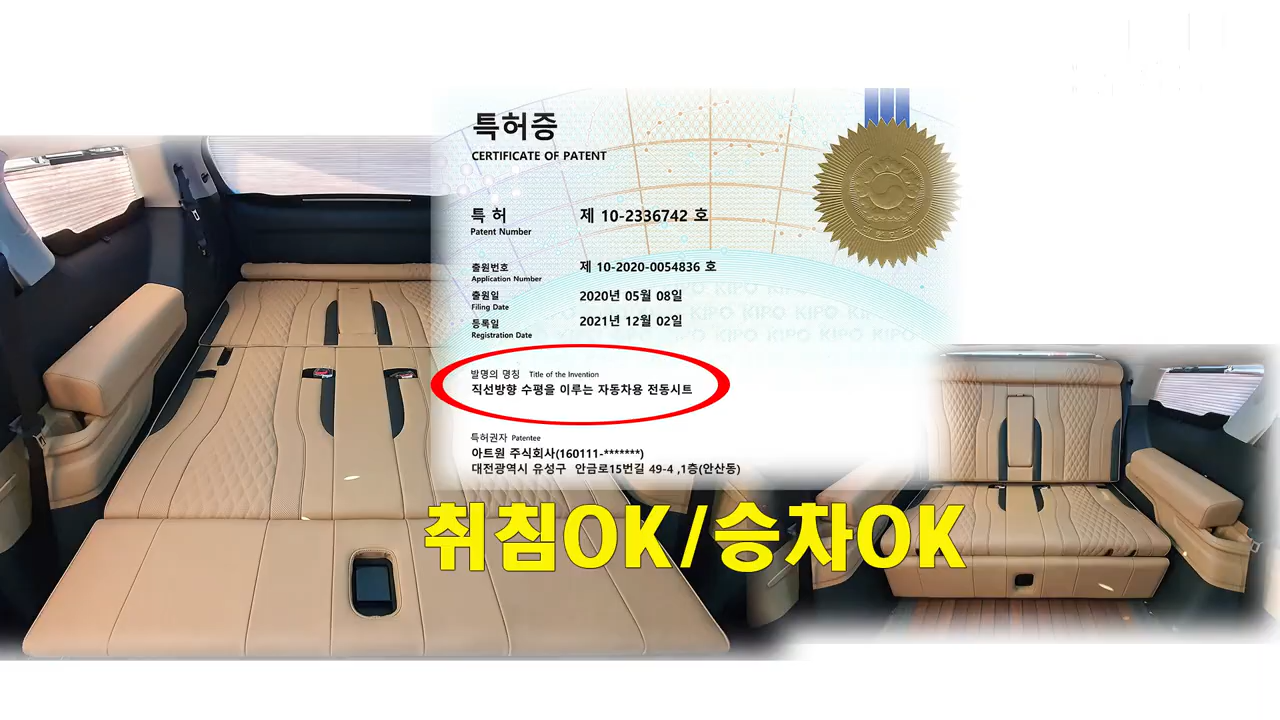 특허증
CERTIFICATE OF PATENT
특 허 제 10-2336742 호
Patent Number
출원번호 제 10-2020-0054836 호
Application Number
출원일 2020년 05월 08일
Filing Date
등록일 2021년 12월 02일
Registration Date
KIPO KIPO KIPO KIPO KIPO
발명의 명칭 Title of the Invention
직선방향 수평을 이루는 자동차용 전동시트
특허권자 Patentee
아트원 주식회사(160111-*******)
대전광역시 유성구 안금로15번길 49-4 ,1층(안산동)
취침OK/승차OK